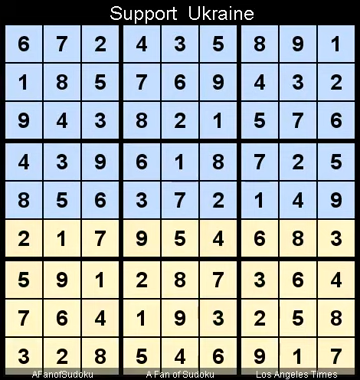 Support Ukraine
6 7 2 4 3 5 8 9 1
1 8 5 7 6 9 4 3 2
9 4 3 8 2 1 5 7 6
4 3 9 6 1 8 7 2 5
8 5 6 3 7 2 1 4 9
2 1 7 9 5 4 6 8 3
5 9 1 2 8 7 3 6 4
7 6 4 1 9 3 2 5 8
3 2 8 5 4 6 9 1 7
AFanofSudoku A Fan of Sudoku Los Angeles Times